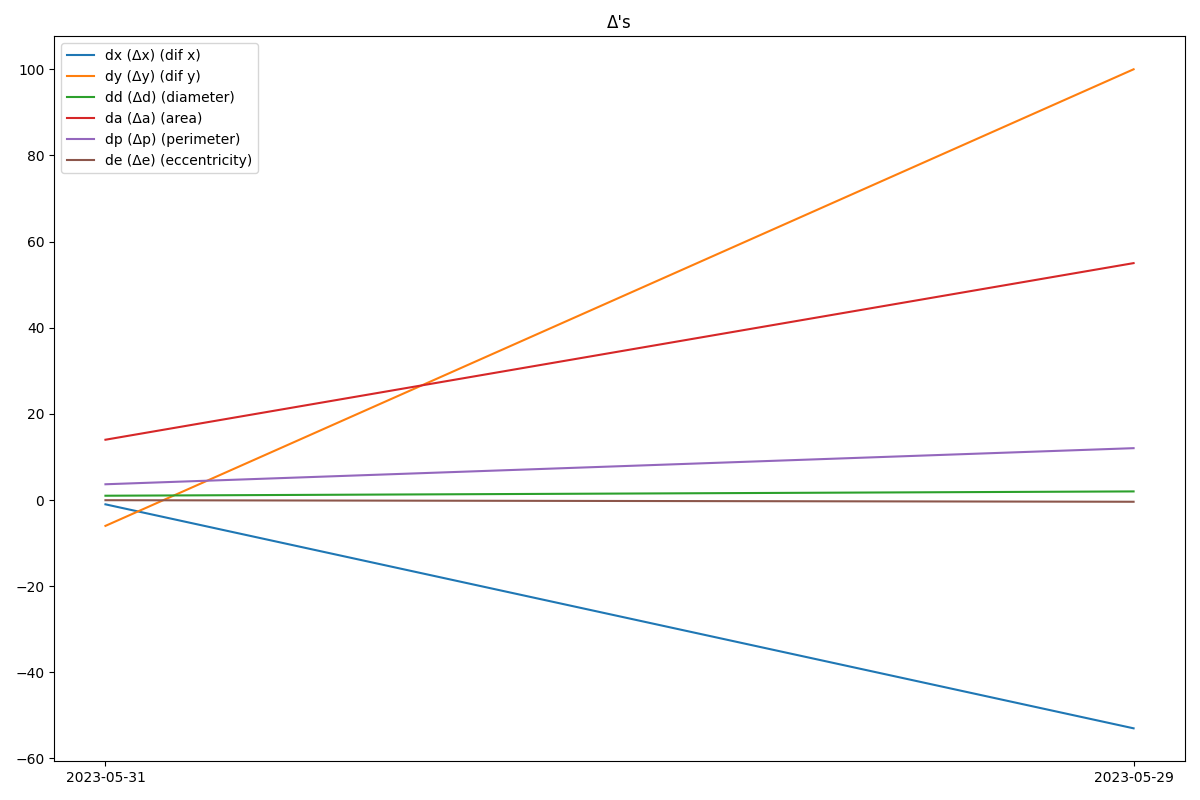 Δ's
dx (Δx) (dif x)
dy (Δy) (dif y)
dd (Δd) (diameter)
da (Δa) (area)
dp (Δp) (perimeter)
de (Δe) (eccentricity)
100
80
60
40
20
0
−20
−40
−60
2023-05-31
2023-05-29